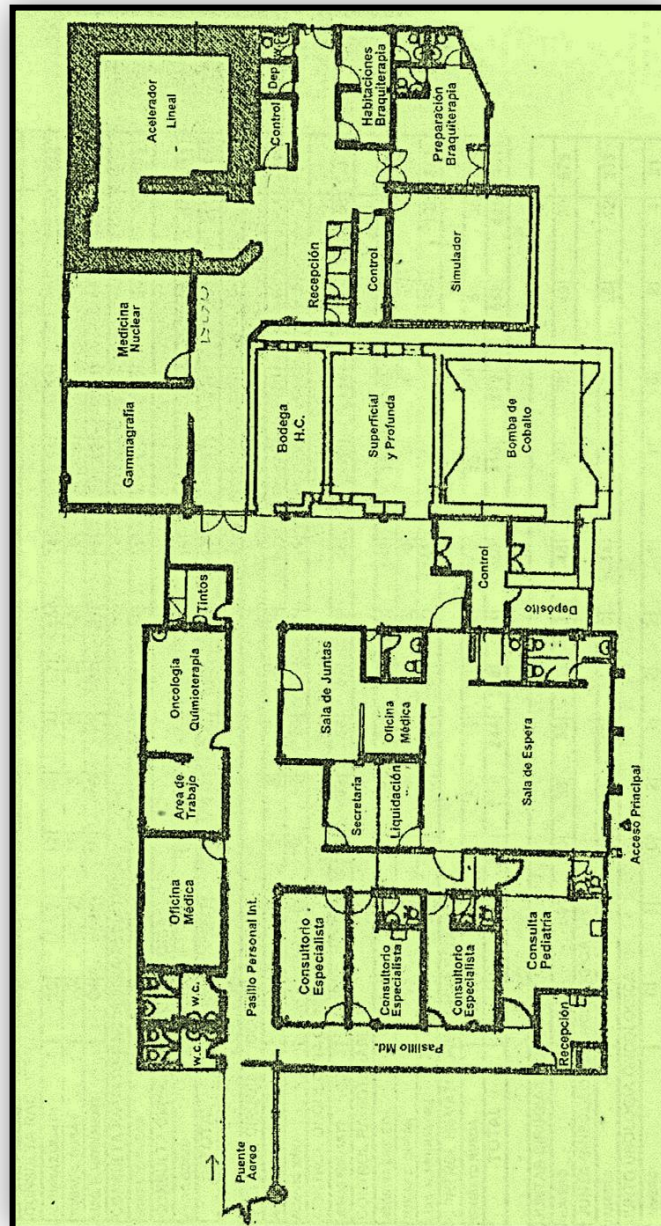 Acelerador
Lineal
Dep
Control
Habitaciones
Braquiterapia
Preparación
Braquiterapia
Medicina
Nuclear
Recepción
Control
Simulador
Gammagrafía
Bodega
H.C.
Superficial
y Profunda
Bomba de
Cobalto
Tintos
Control
Depósito
Oncología
Quimioterapia
Sala de Juntas
Oficina
Médica
Area de
Trabajo
Secretaria
Liquidación
Sala de Espera
Acceso Principal
Oficina
Médica
Pasillo Personal Int.
Consultorio
Especialista
Consultorio
Especialista
Consultorio
Especialista
Consulta
Pediatría
w.c.
w.c.
Pasillo Md.
Recepción
Puente
Aereo